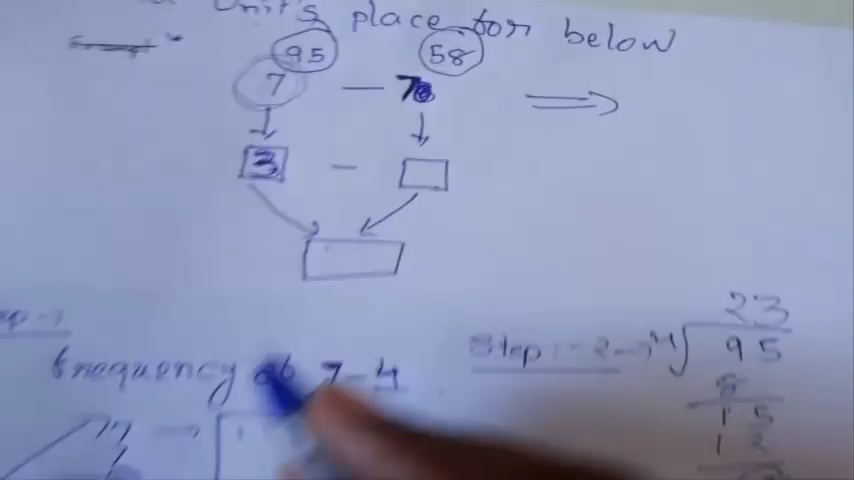 Unit's place for below
95 58
7 — 7
3 —
frequency of 7 - 4
Step :- 2 → 4 23
95
8
15
12